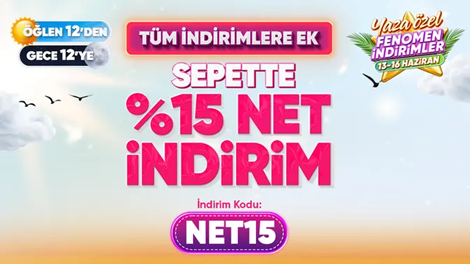 ÖĞLEN 12'DEN
GECE 12'YE
TÜM İNDİRİMLERE EK
Yaza özel
FENOMEN
İNDİRİMLER
13-16 HAZİRAN
SEPETTE
%15 NET
İNDİRİM
İndirim Kodu:
NET15